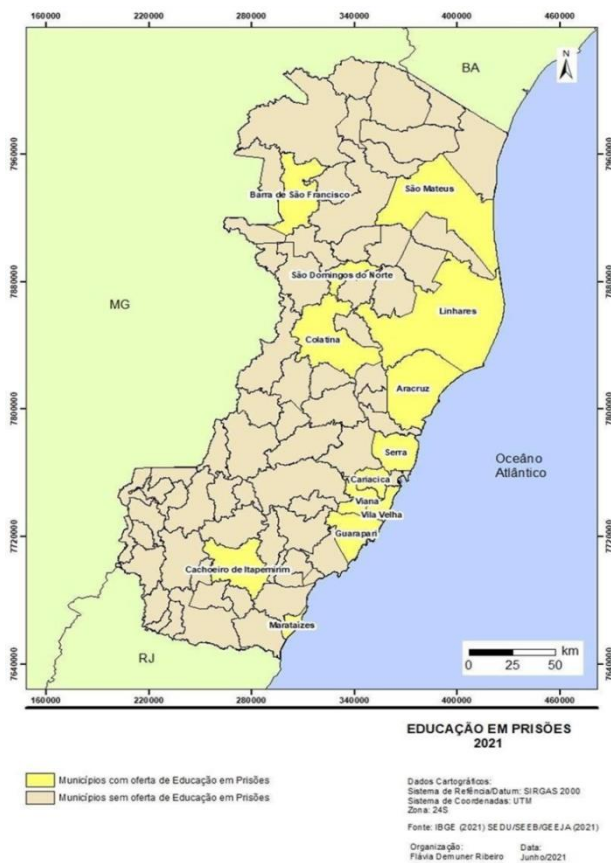 160000 220000 280000 340000 400000 460000
BA
N
7960000
7960000
Barra de São Francisco
São Mateus
São Domingos do Norte
7880000
7880000
MG
Linhares
Colatina
Aracruz
7800000
7800000
Serra
Oceâno
Atlântico
Cariacica
Viana
Vila Velha
Guarapari
7720000
7720000
Cachoeiro de Itapemirim
Marataízes
km
0 25 50
RJ
7640000
7640000
160000 220000 280000 340000 400000 460000
EDUCAÇÃO EM PRISÕES
2021
Municípios com oferta de Educação em Prisões
Municípios sem oferta de Educação em Prisões
Dados Cartográficos:
Sistema de Refência/Datum: SIRGAS 2000
Sistema de Coordenadas: UTM
Zona: 24S
Fonte: IBGE (2021) SEDU/SEEB/GEEJA (2021)
Organização: Data:
Flávia Demuner Ribeiro Junho/2021